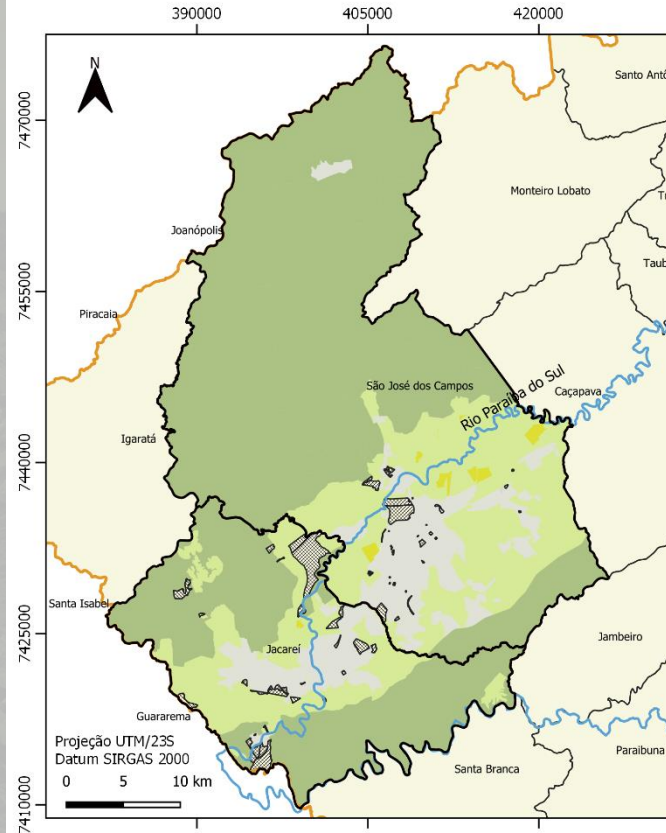 390000
405000
420000
N
Santo Antô
7470000
Monteiro Lobato
Tu
Joanópolis
Taub
7455000
Piracaia
São José dos Campos
Rio Paraíba do Sul
Caçapava
Igaratá
7440000
Santa Isabel
7425000
Jacareí
Jambeiro
Guararema
Projeção UTM/23S
Datum SIRGAS 2000
0 5 10 km
Santa Branca
Paraibuna
7410000